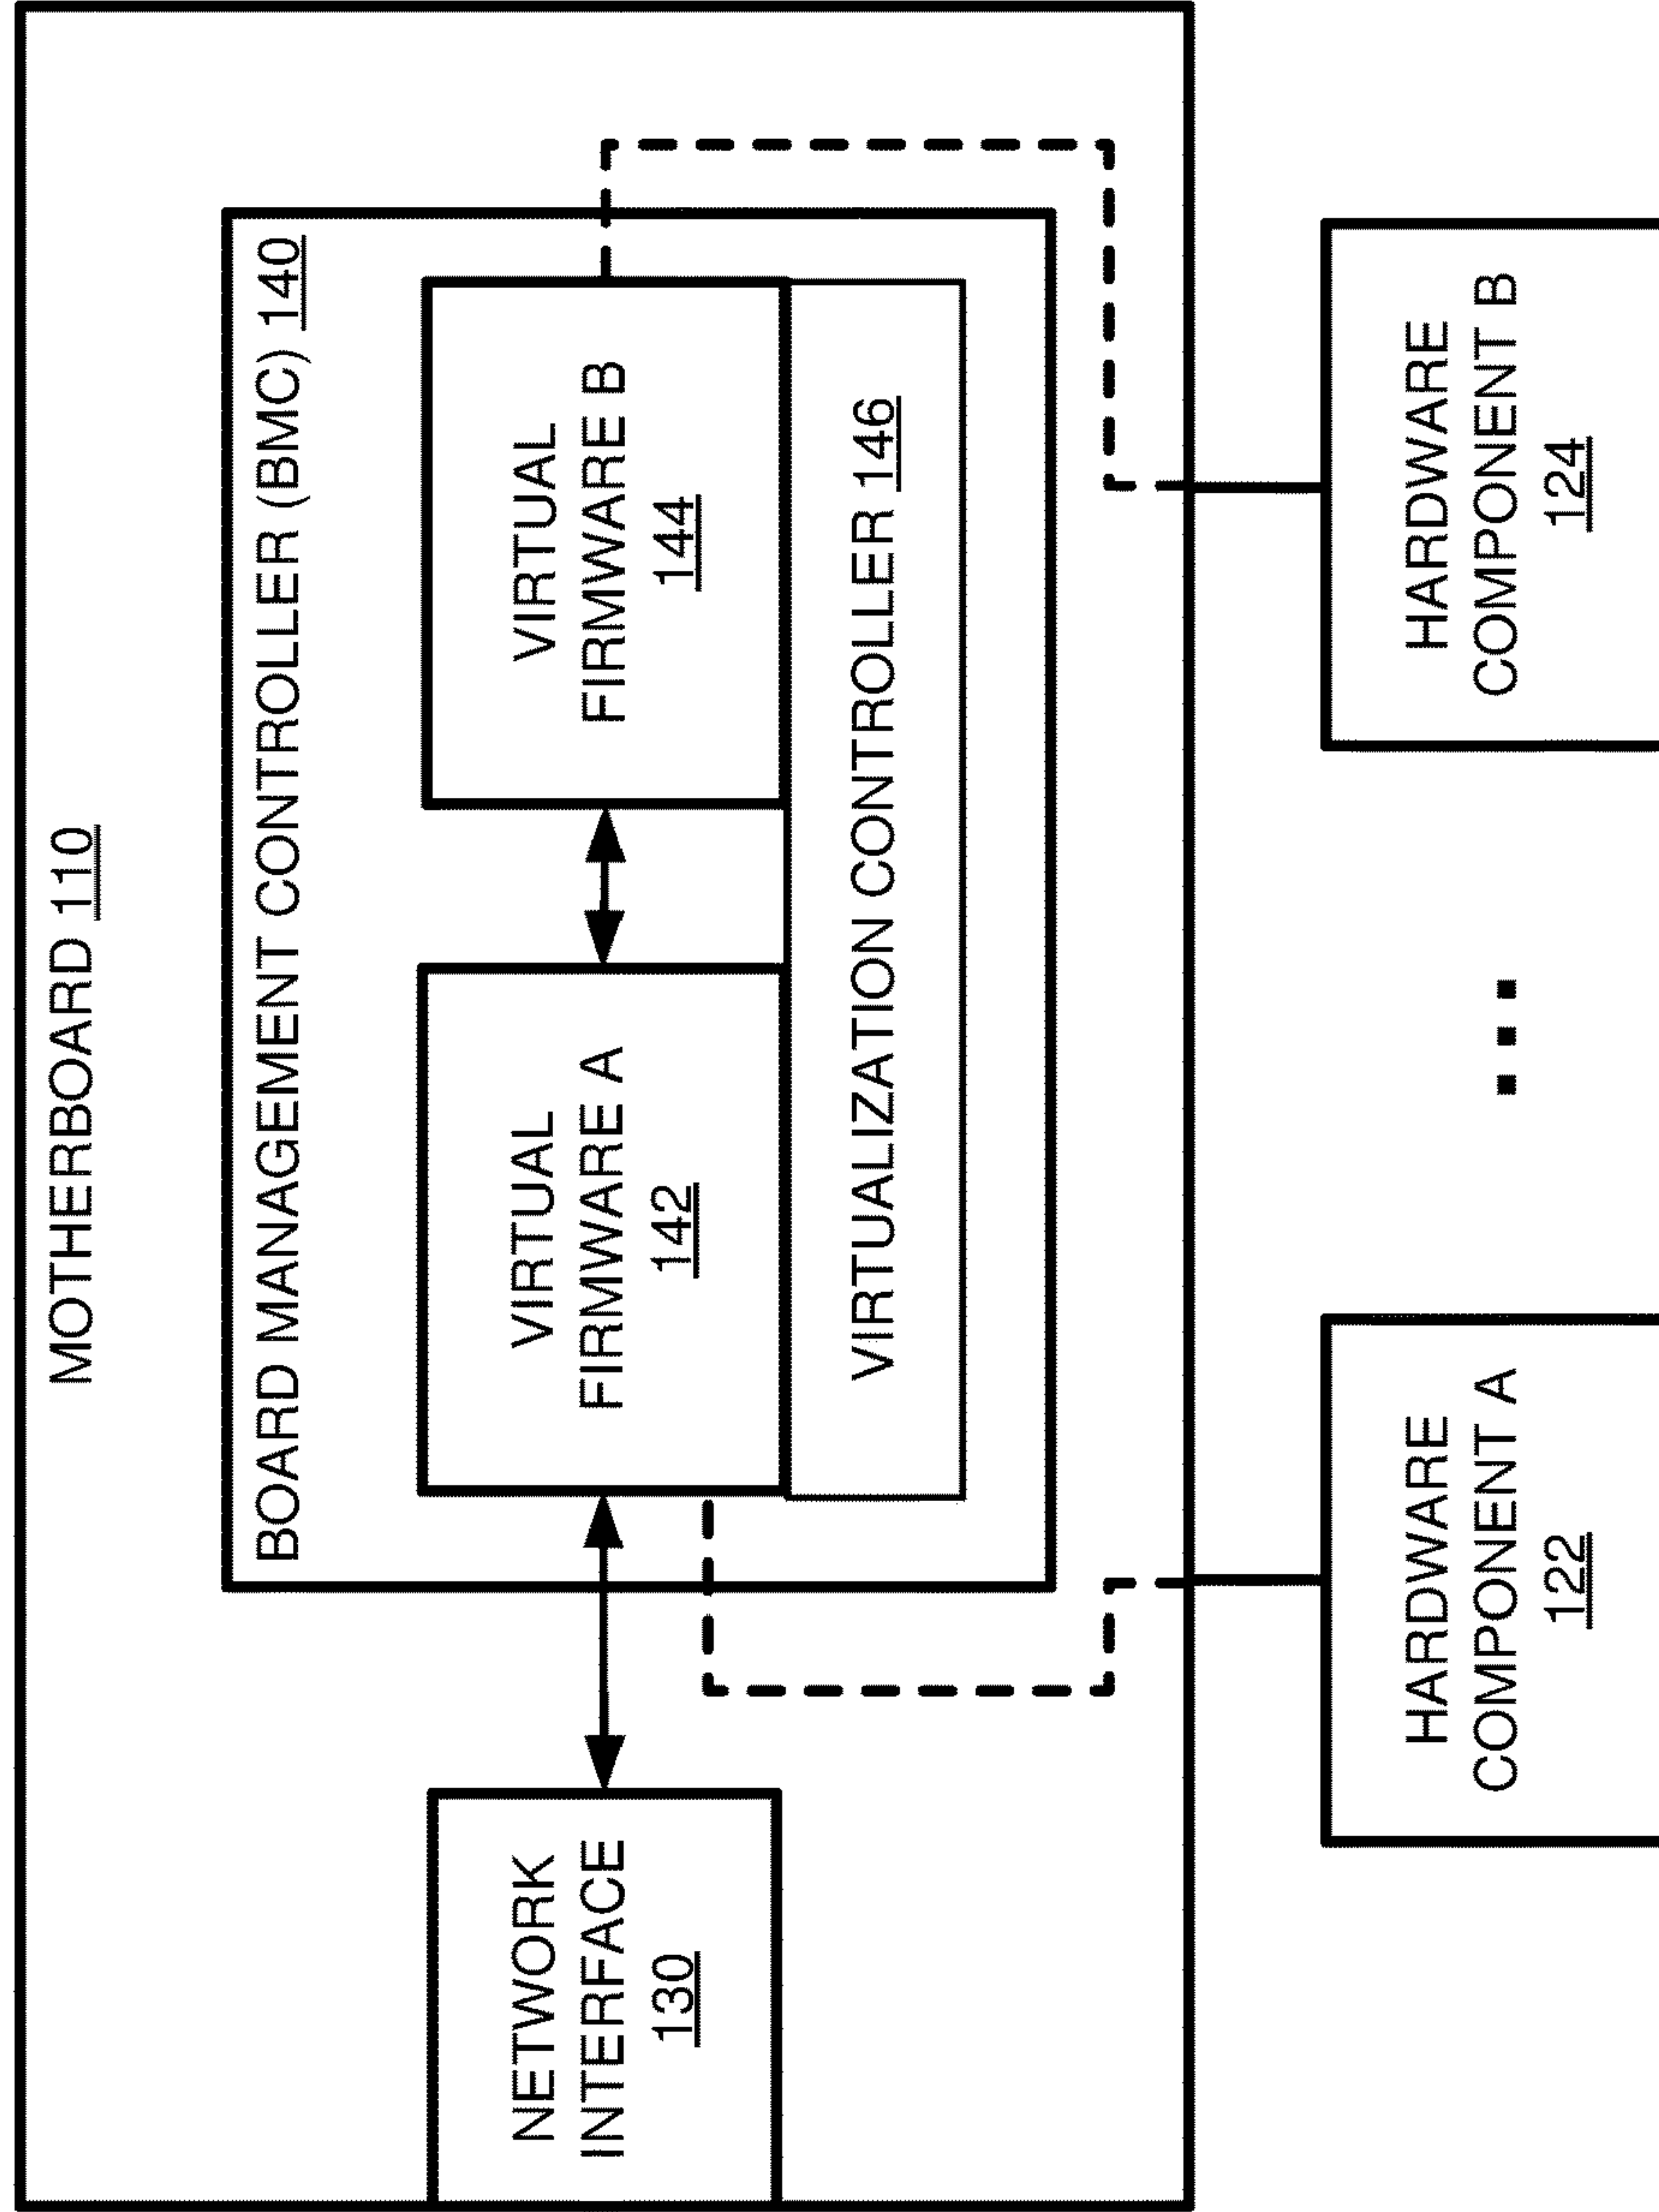 MOTHERBOARD 110
BOARD MANAGEMENT CONTROLLER (BMC) 140
NETWORK
INTERFACE
130
VIRTUAL
FIRMWARE A
142
VIRTUAL
FIRMWARE B
144
VIRTUALIZATION CONTROLLER 146
HARDWARE
COMPONENT A
122
...
HARDWARE
COMPONENT B
124